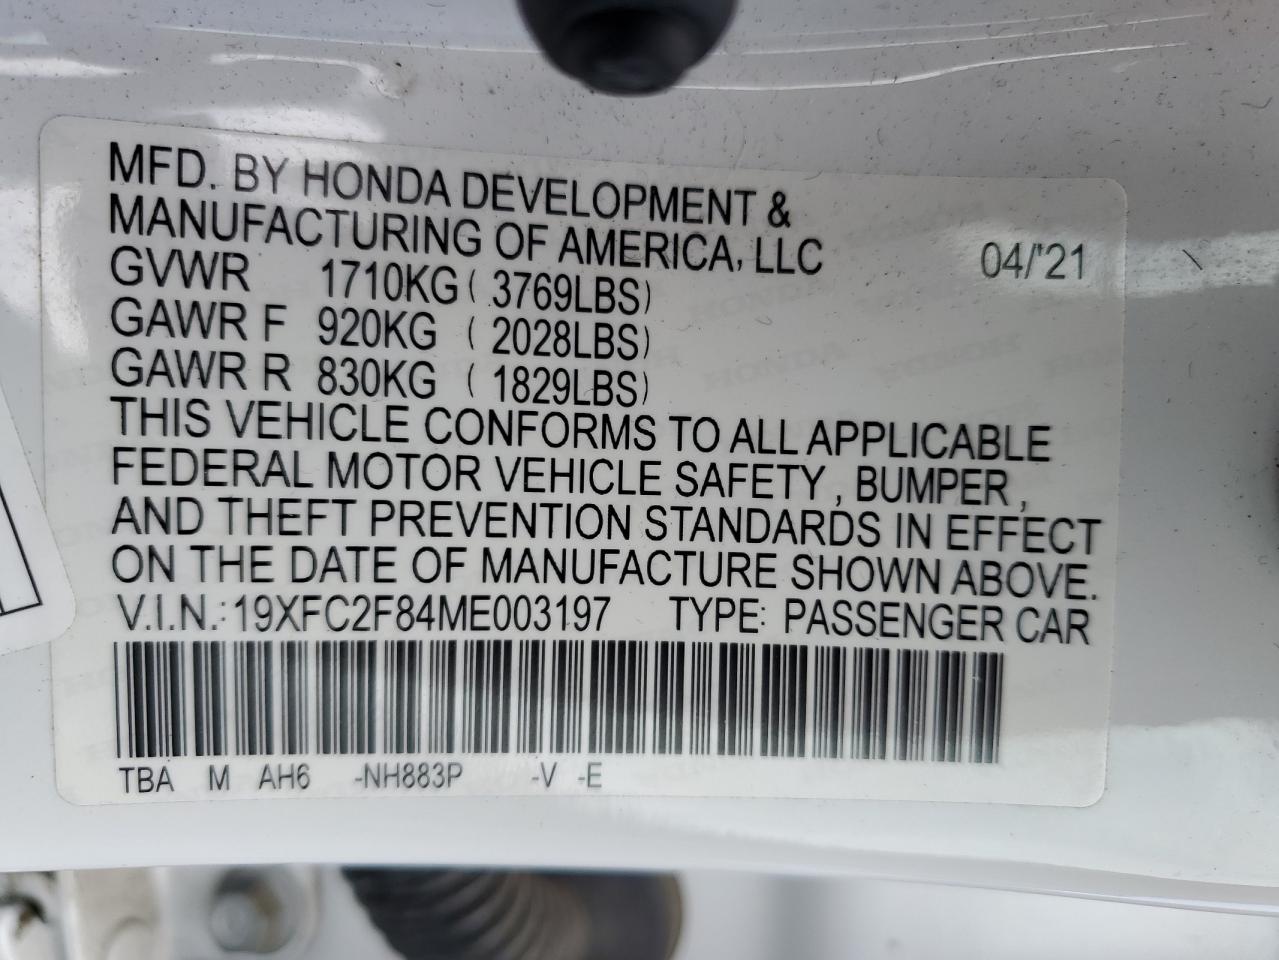 MFD. BY HONDA DEVELOPMENT &
MANUFACTURING OF AMERICA, LLC 04/'21
GVWR 1710KG ( 3769LBS)
GAWR F 920KG ( 2028LBS)
GAWR R 830KG ( 1829LBS)
THIS VEHICLE CONFORMS TO ALL APPLICABLE
FEDERAL MOTOR VEHICLE SAFETY , BUMPER ,
AND THEFT PREVENTION STANDARDS IN EFFECT
ON THE DATE OF MANUFACTURE SHOWN ABOVE.
V.I.N.: 19XFC2F84ME003197 TYPE: PASSENGER CAR
TBA M AH6 -NH883P -V -E